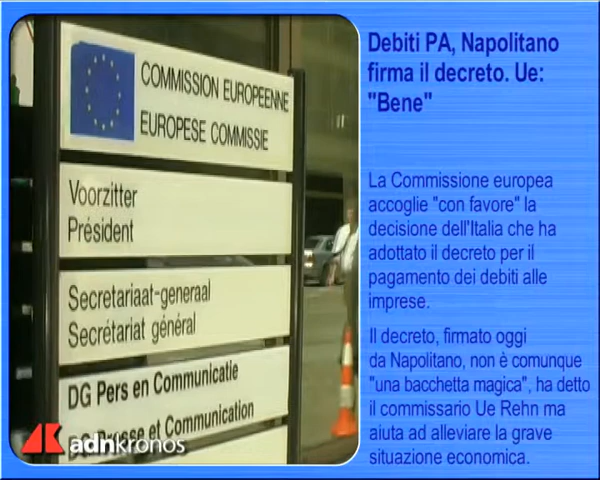 COMMISSION EUROPEENNE
EUROPESE COMMISSIE
Voorzitter
Président
Secretariaat-generaal
Secrétariat général
DG Pers en Communicatie
DG Presse et Communication
adnkronos
Debiti PA, Napolitano
firma il decreto. Ue:
"Bene"
La Commissione europea
accoglie "con favore" la
decisione dell'Italia che ha
adottato il decreto per il
pagamento dei debiti alle
imprese.
Il decreto, firmato oggi
da Napolitano, non è comunque
"una bacchetta magica", ha detto
il commissario Ue Rehn ma
aiuta ad alleviare la grave
situazione economica.